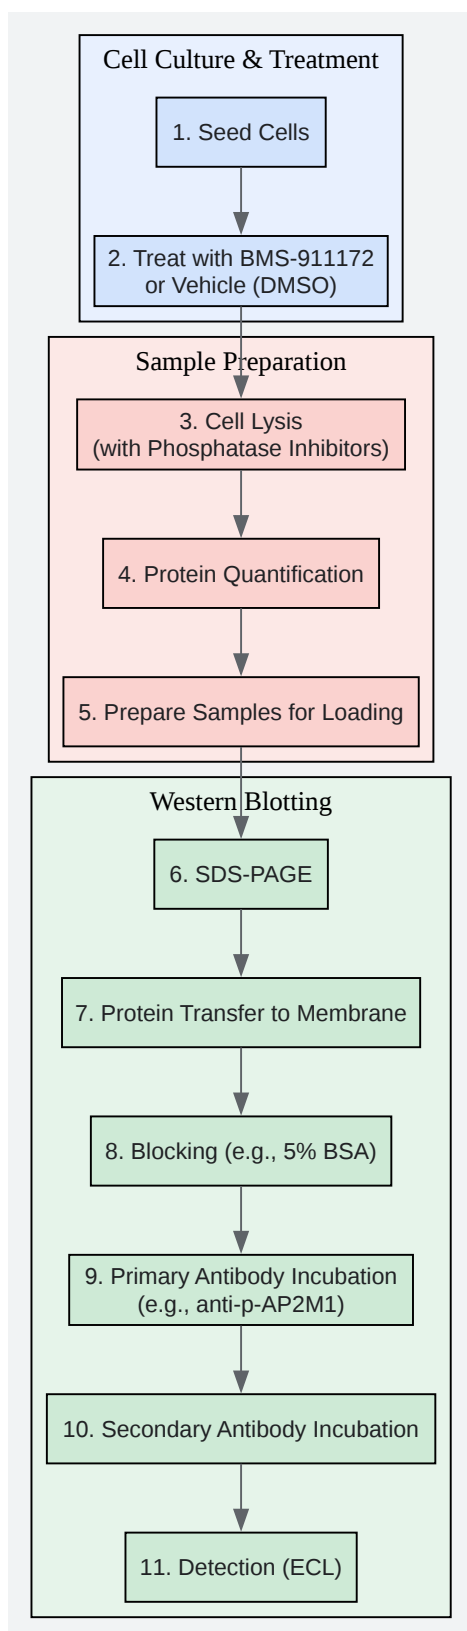 Cell Culture & Treatment
1. Seed Cells
2. Treat with BMS-911172
or Vehicle (DMSO)
Sample Preparation
3. Cell Lysis
(with Phosphatase Inhibitors)
4. Protein Quantification
5. Prepare Samples for Loading
Western Blotting
6. SDS-PAGE
7. Protein Transfer to Membrane
8. Blocking (e.g., 5% BSA)
9. Primary Antibody Incubation
(e.g., anti-p-AP2M1)
10. Secondary Antibody Incubation
11. Detection (ECL)